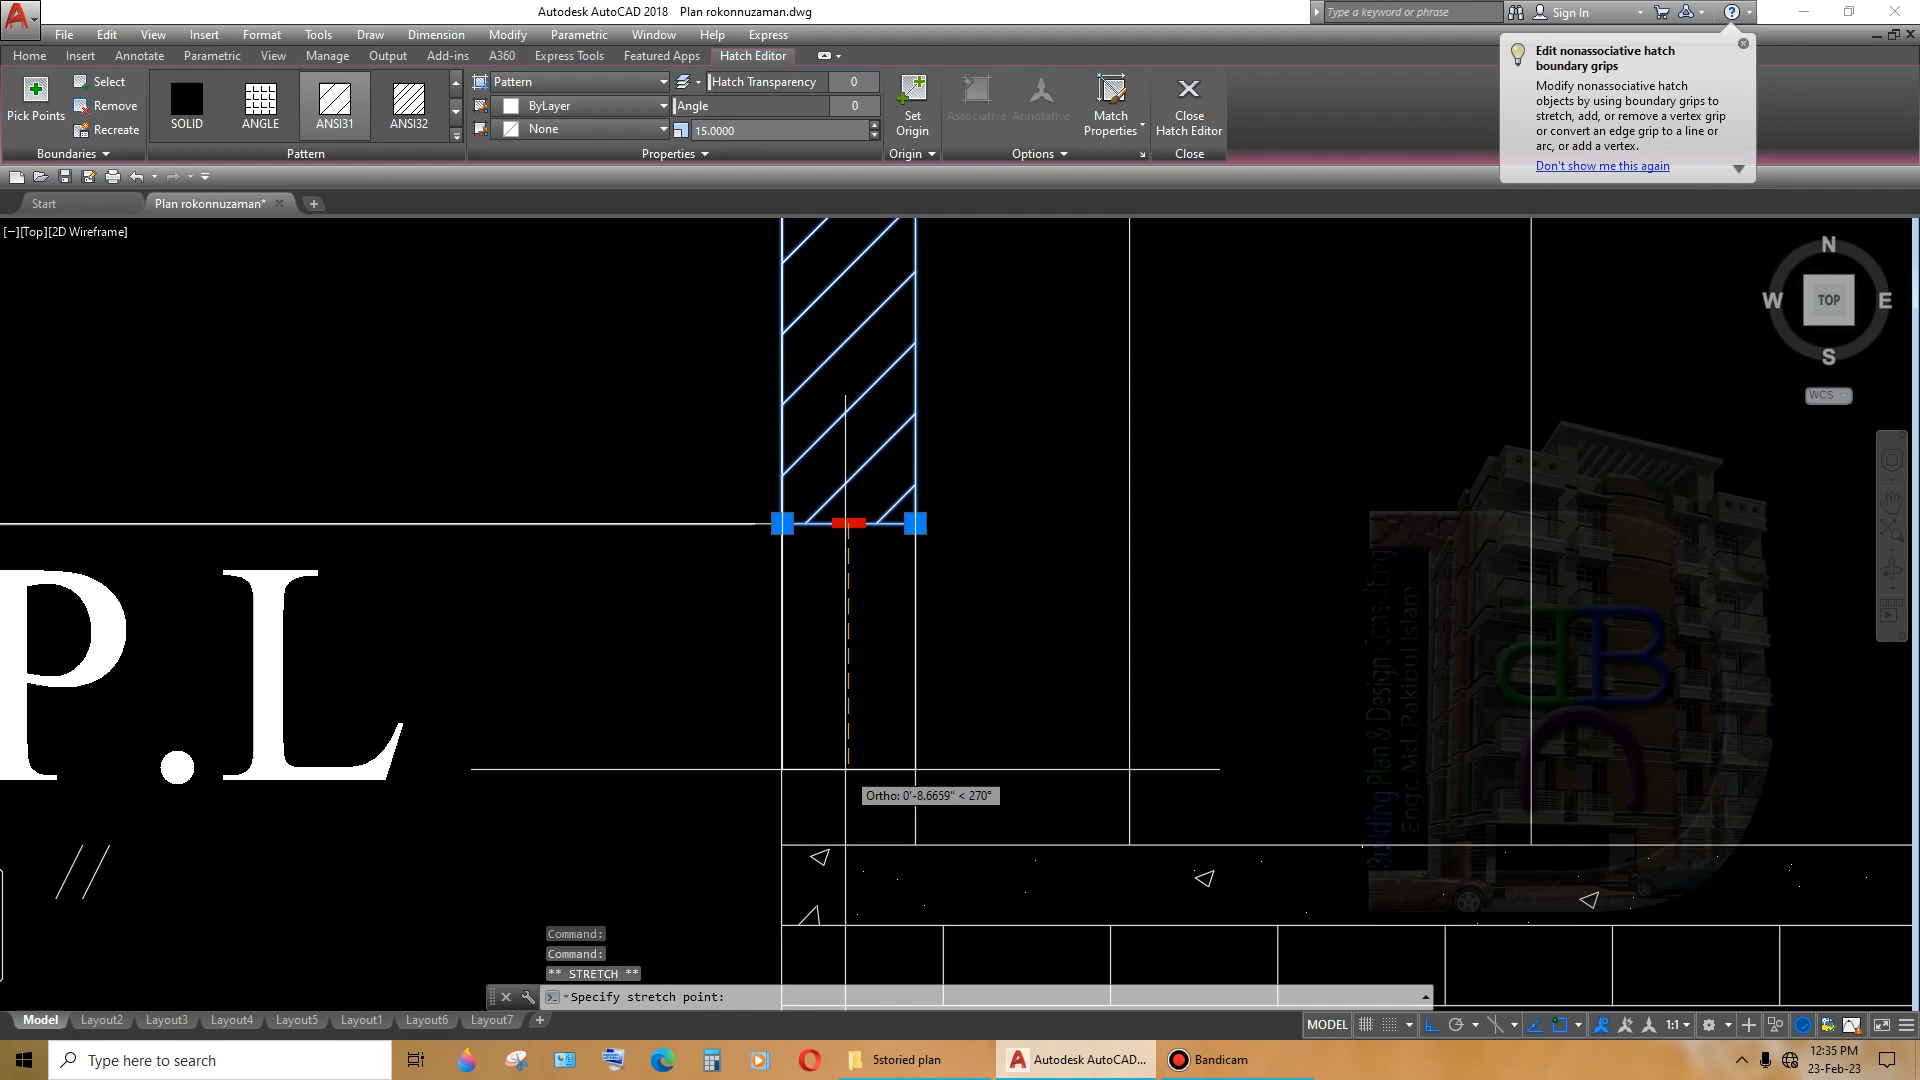 Autodesk AutoCAD 2018 Plan rokonnuzaman.dwg
Type a keyword or phrase
Sign In
File Edit View Insert Format Tools Draw Dimension Modify Parametric Window Help Express
Home Insert Annotate Parametric View Manage Output Add-ins A360 Express Tools Featured Apps Hatch Editor
Pick Points
Select
Remove
Recreate
Boundaries
SOLID
ANGLE
ANSI31
ANSI32
Pattern
Pattern
ByLayer
None
Hatch Transparency 0
Angle 0
15.0000
Properties
Set
Origin
Origin
Associative
Annotative
Match
Properties
Options
Close
Hatch Editor
Close
Edit nonassociative hatch
boundary grips
Modify nonassociative hatch
objects by using boundary grips to
stretch, add, or remove a vertex grip
or convert an edge grip to a line or
arc, or add a vertex.
Don't show me this again
Start
Plan rokonnuzaman*
[−][Top][2D Wireframe]
N
W
TOP
E
S
WCS
P.L
Ortho: 0'-8.6659" < 270°
Building Plan & Design Consulting
Engr. Md. Rakibul Islam
Command:
Command:
** STRETCH **
Specify stretch point:
Model Layout2 Layout3 Layout4 Layout5 Layout1 Layout6 Layout7
MODEL
1:1
Type here to search
5storied plan
Autodesk AutoCAD...
Bandicam
12:35 PM
23-Feb-23